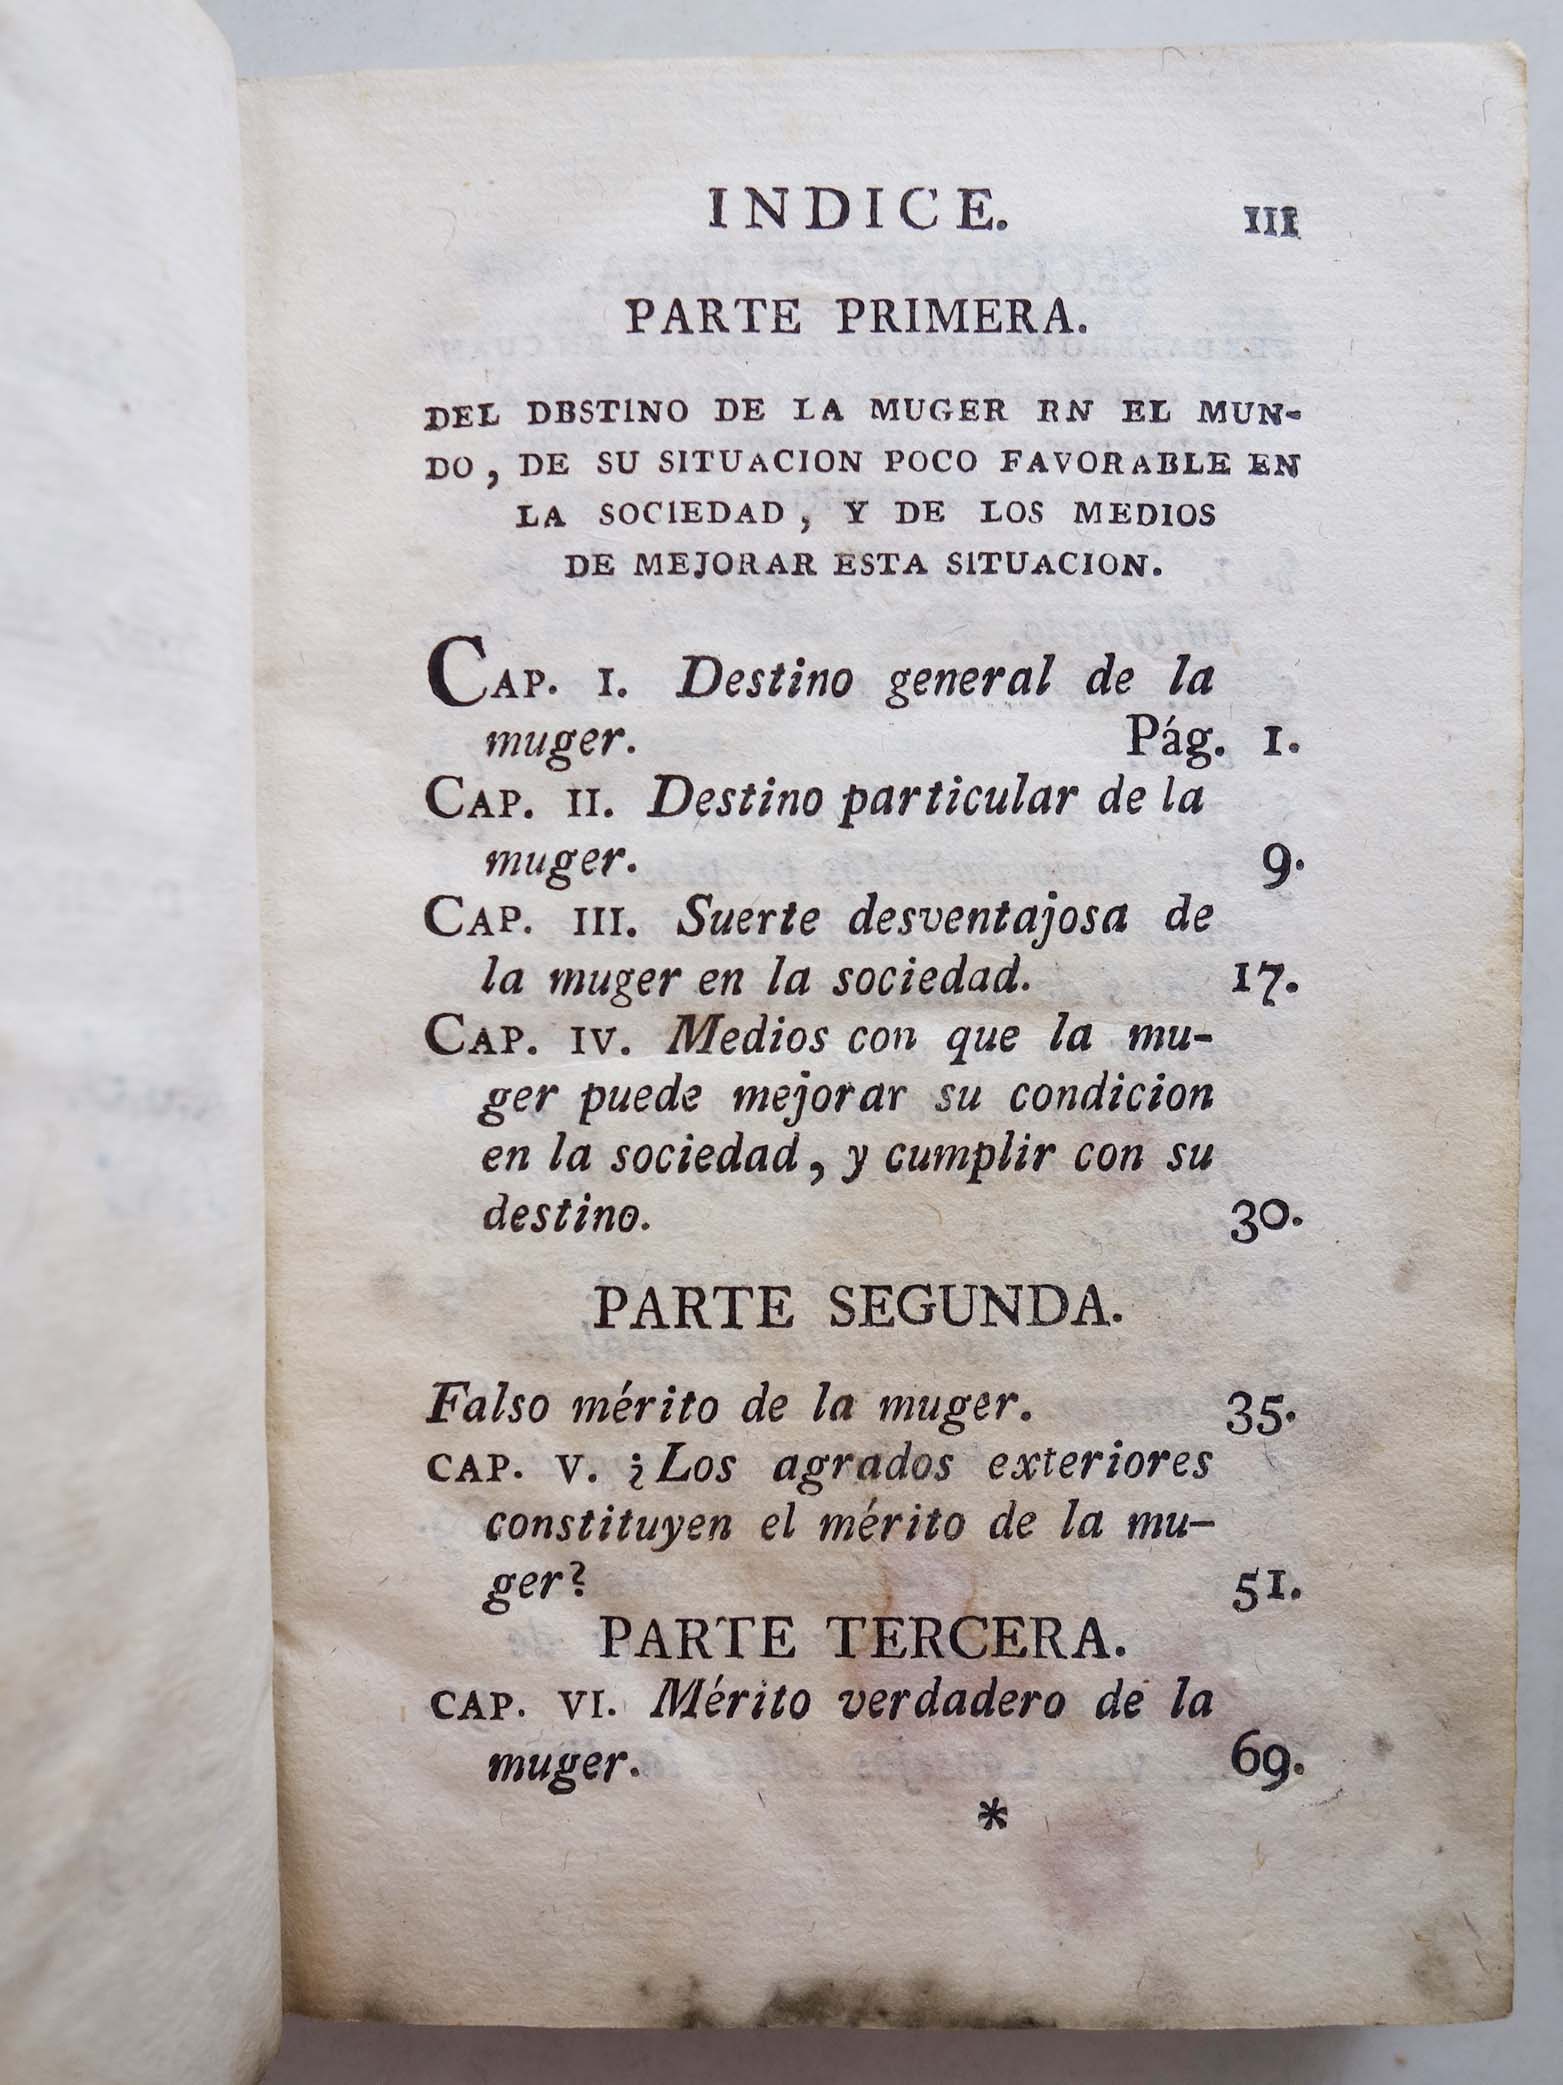 INDICE. III
PARTE PRIMERA.
DEL DBSTINO DE LA MUGER RN EL MUN-
DO, DE SU SITUACION POCO FAVORABLE EN
LA SOCIEDAD, Y DE LOS MEDIOS
DE MEJORAR ESTA SITUACION.
CAP. I. Destino general de la
muger. Pág. 1.
CAP. II. Destino particular de la
muger. 9.
CAP. III. Suerte desventajosa de
la muger en la sociedad. 17.
CAP. IV. Medios con que la mu-
ger puede mejorar su condicion
en la sociedad, y cumplir con su
destino. 30.
PARTE SEGUNDA.
Falso mérito de la muger. 35.
CAP. V. ¿Los agrados exteriores
constituyen el mérito de la mu-
ger? 51.
PARTE TERCERA.
CAP. VI. Mérito verdadero de la
muger. 69.
*